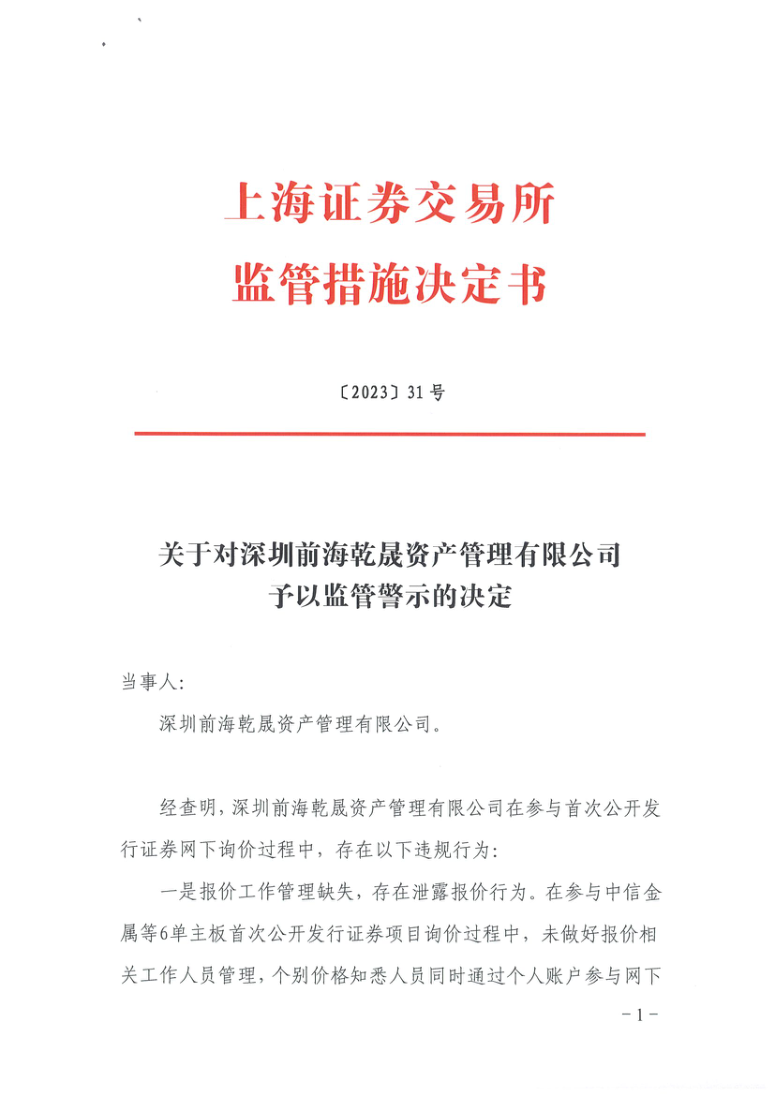 上海证券交易所
监管措施决定书
〔2023〕31 号
关于对深圳前海乾晟资产管理有限公司
予以监管警示的决定
当事人：
深圳前海乾晟资产管理有限公司。
经查明，深圳前海乾晟资产管理有限公司在参与首次公开发
行证券网下询价过程中，存在以下违规行为：
一是报价工作管理缺失，存在泄露报价行为。在参与中信金
属等6单主板首次公开发行证券项目询价过程中，未做好报价相
关工作人员管理，个别价格知悉人员同时通过个人账户参与网下
-1-